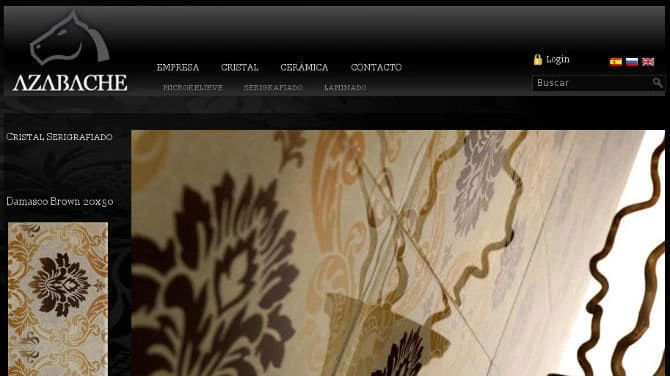 AZABACHE
EMPRESA CRISTAL CERÁMICA CONTACTO
MICRORELIEVE SERIGRAFIADO LAMINADO
Login
Buscar
Cristal Serigrafiado
Damasco Brown 20x50